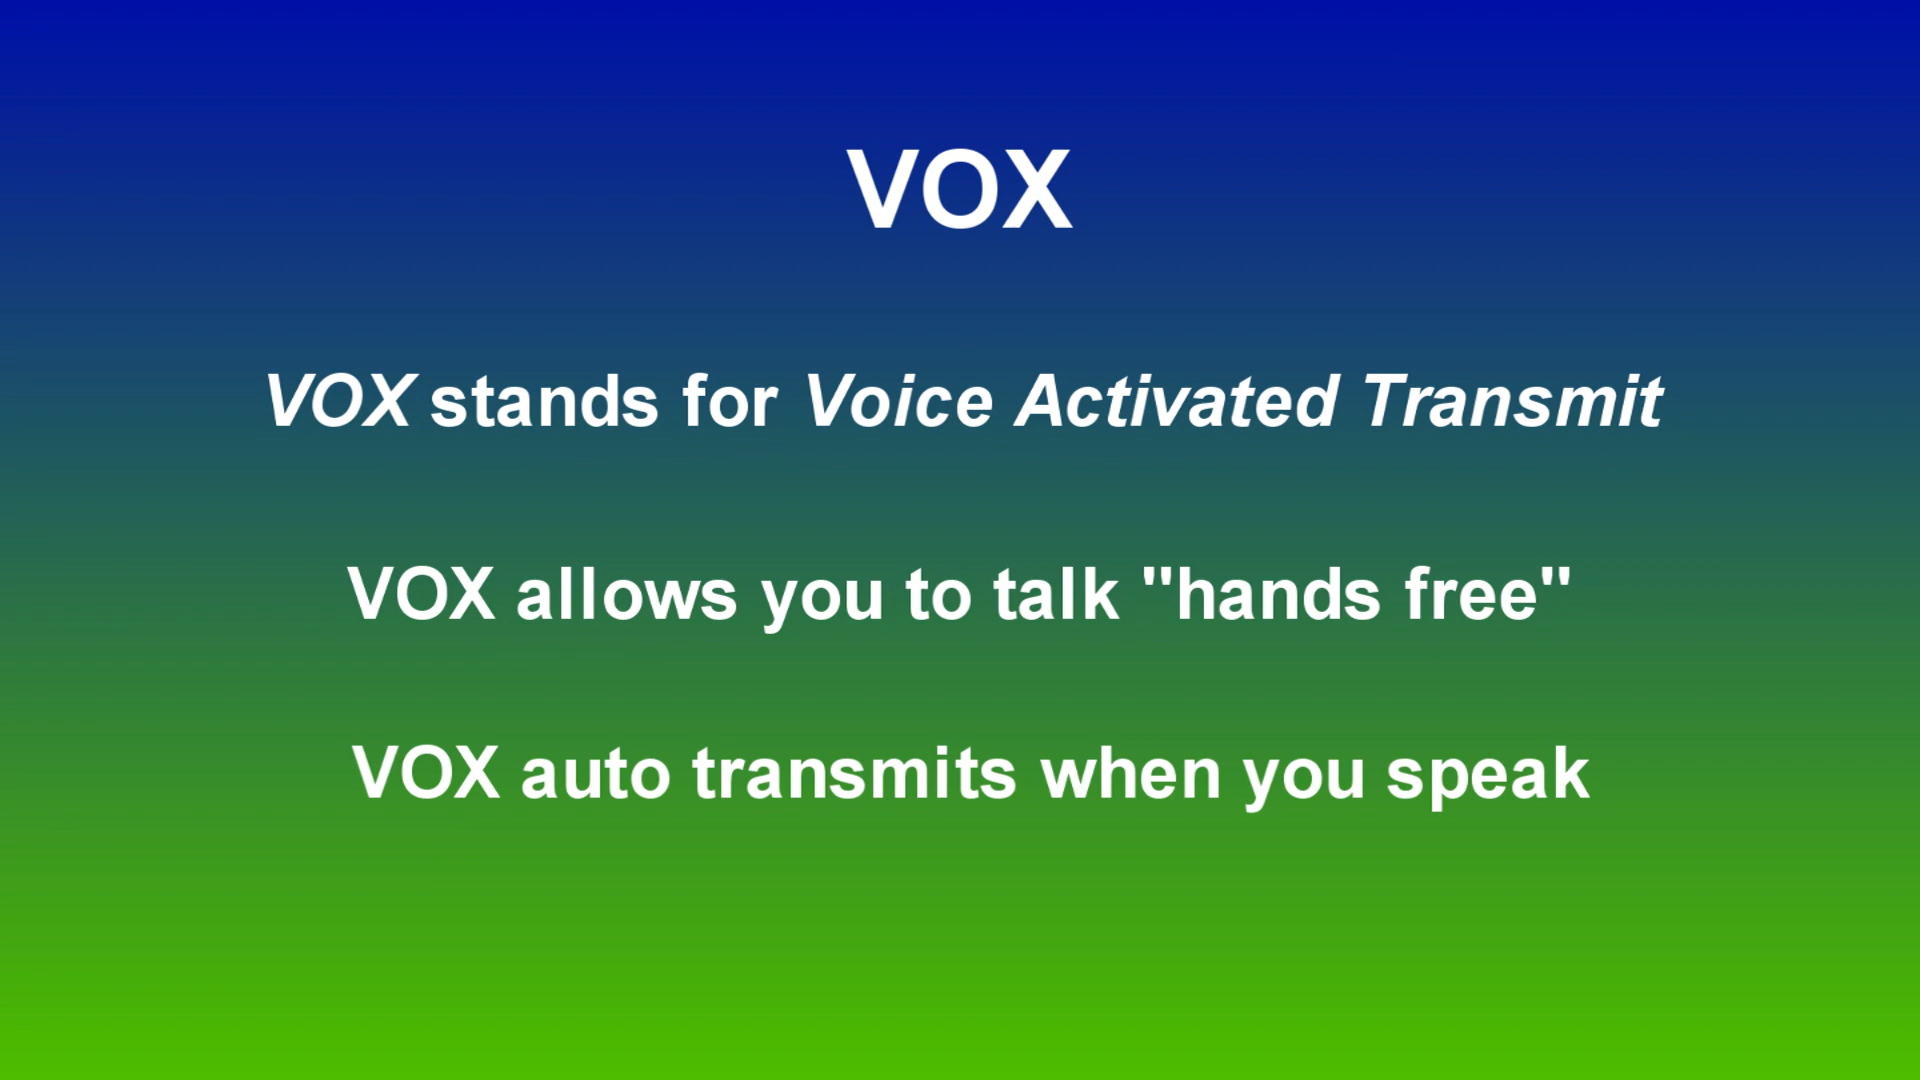 VOX
VOX stands for Voice Activated Transmit
VOX allows you to talk "hands free"
VOX auto transmits when you speak